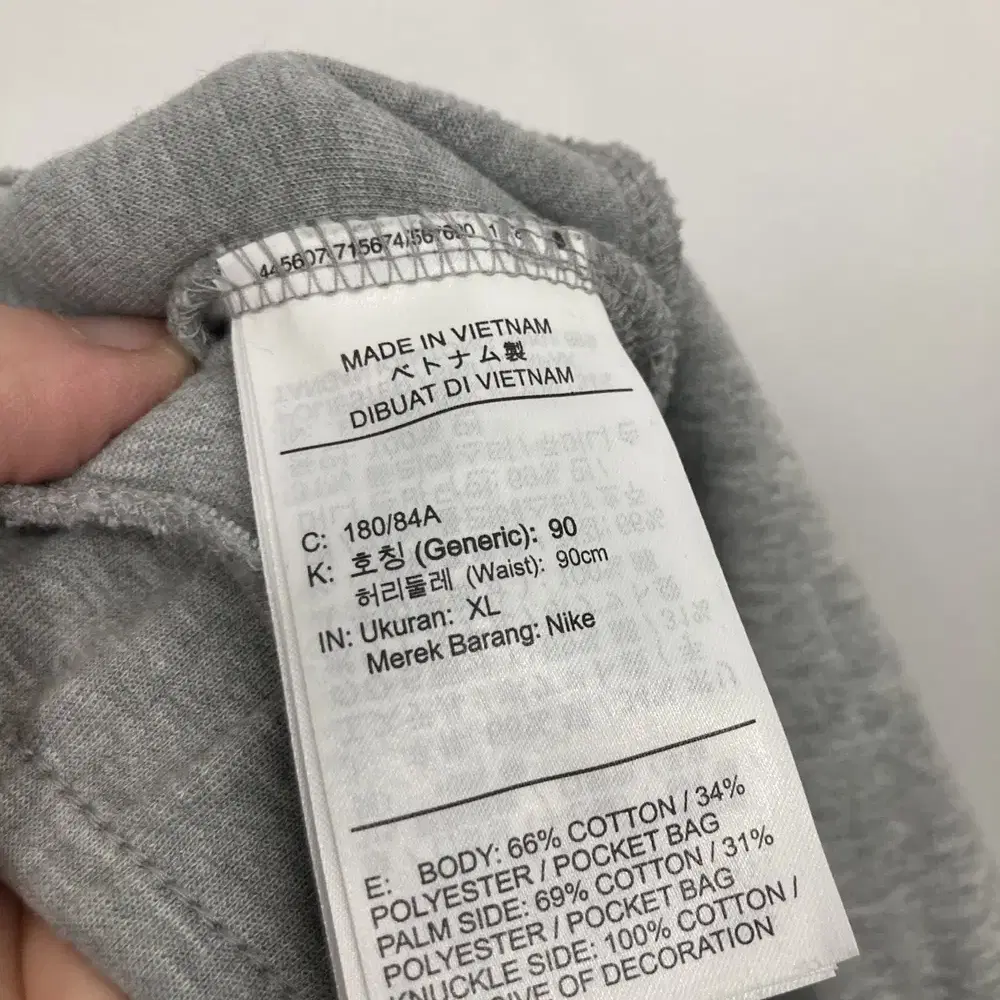 MADE IN VIETNAM
ベトナム製
DIBUAT DI VIETNAM
C: 180/84A
K: 호칭 (Generic): 90
허리둘레 (Waist): 90cm
IN: Ukuran: XL
Merek Barang: Nike
E: BODY: 66% COTTON / 34%
POLYESTER / POCKET BAG
PALM SIDE: 69% COTTON / 31%
POLYESTER / POCKET BAG
KNUCKLE SIDE: 100% COTTON /
OF DECORATION